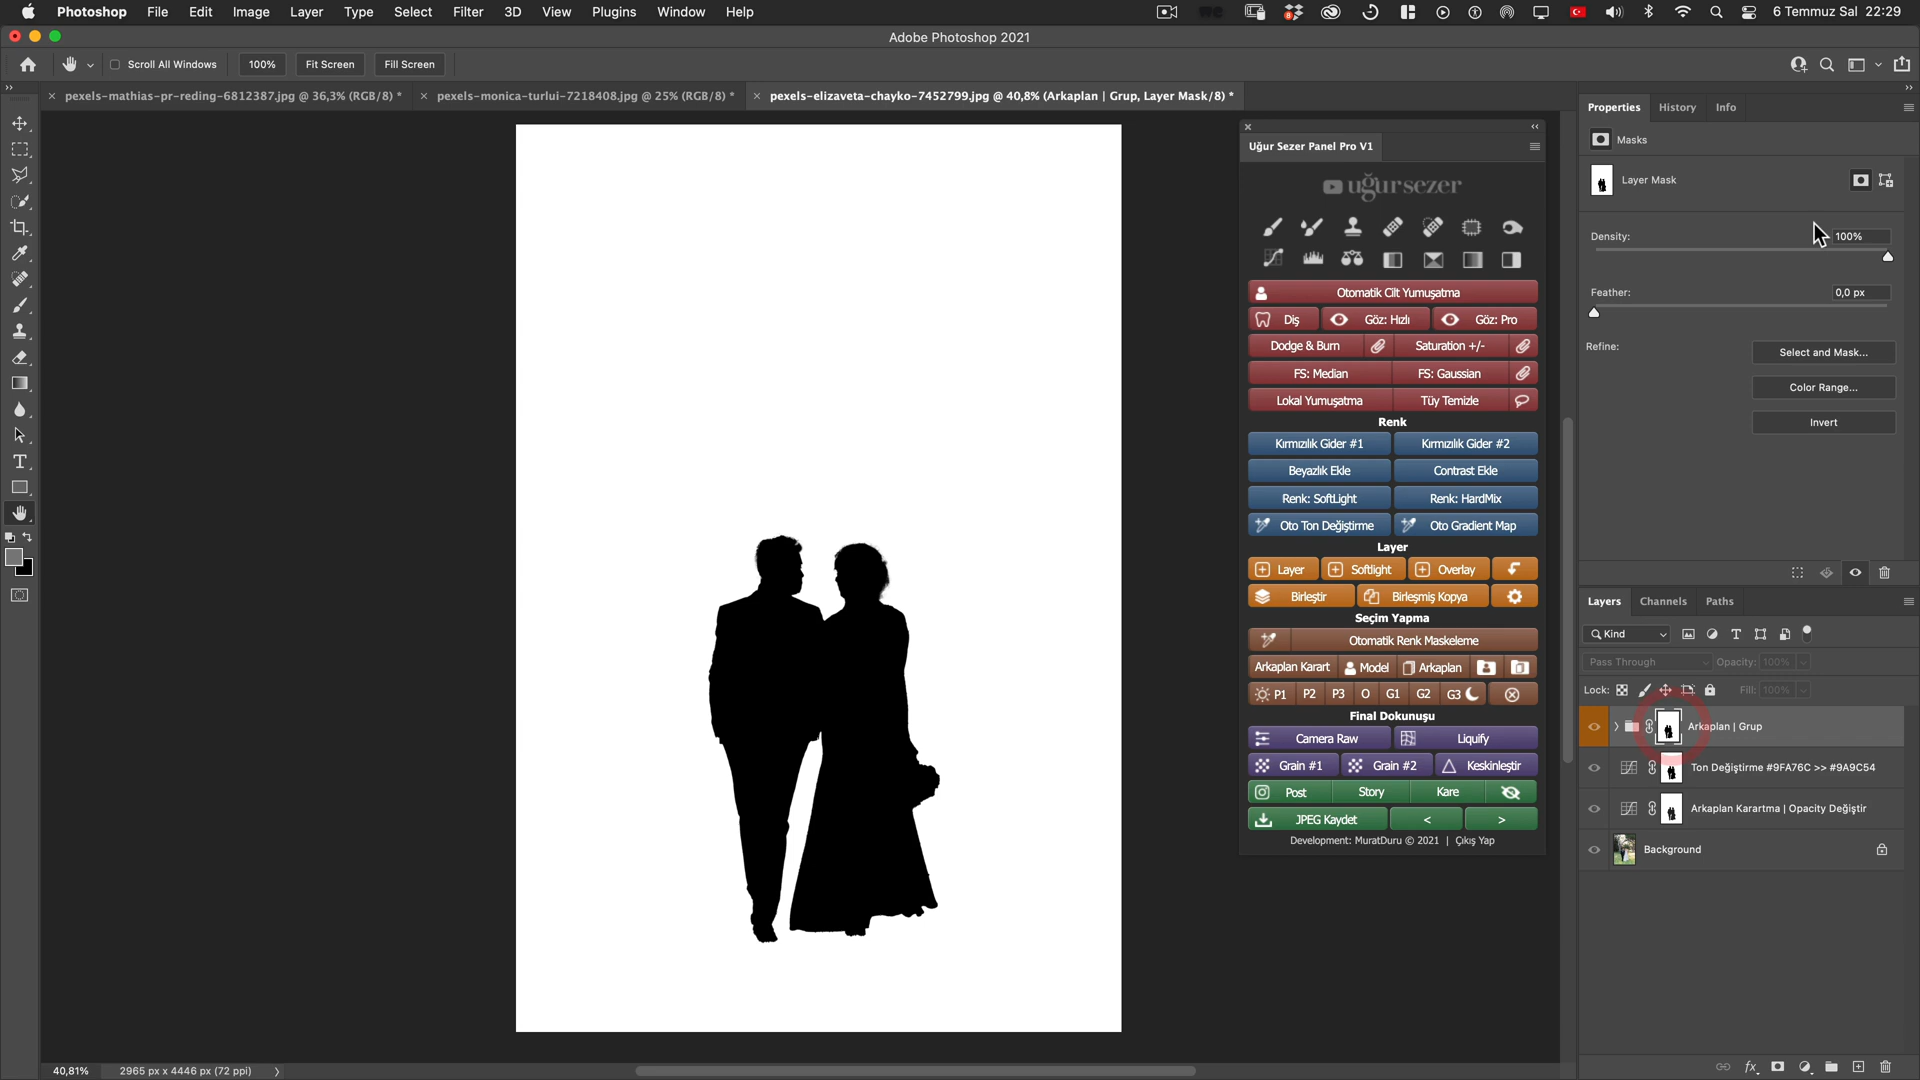 Photoshop File Edit Image Layer Type Select Filter 3D View Plugins Window Help 6 Temmuz Sal 22:29
Adobe Photoshop 2021
Scroll All Windows 100% Fit Screen Fill Screen
pexels-mathias-pr-reding-6812387.jpg @ 36,3% (RGB/8) * pexels-monica-turlui-7218408.jpg @ 25% (RGB/8) * pexels-elizaveta-chayko-7452799.jpg @ 40,8% (Arkaplan | Grup, Layer Mask/8) *
Uğur Sezer Panel Pro V1
uğursezer
Otomatik Cilt Yumuşatma
Diş Göz: Hızlı Göz: Pro
Dodge & Burn Saturation +/-
FS: Median FS: Gaussian
Lokal Yumuşatma Tüy Temizle
Renk
Kırmızılık Gider #1 Kırmızılık Gider #2
Beyazlık Ekle Contrast Ekle
Renk: SoftLight Renk: HardMix
Oto Ton Değiştirme Oto Gradient Map
Layer
Layer Softlight Overlay
Birleştir Birleşmiş Kopya
Seçim Yapma
Otomatik Renk Maskeleme
Arkaplan Karart Model Arkaplan
P1 P2 P3 O G1 G2 G3
Final Dokunuşu
Camera Raw Liquify
Grain #1 Grain #2 Keskinleştir
Post Story Kare
JPEG Kaydet < >
Development: MuratDuru © 2021 | Çıkış Yap
Properties History Info
Masks
Layer Mask
Density: 100%
Feather: 0,0 px
Refine: Select and Mask...
Color Range...
Invert
Layers Channels Paths
Kind
Pass Through Opacity: 100%
Lock: Fill: 100%
Arkaplan | Grup
Ton Değiştirme #9FA76C >> #9A9C54
Arkaplan Karartma | Opacity Değiştir
Background
40,81% 2965 px x 4446 px (72 ppi)